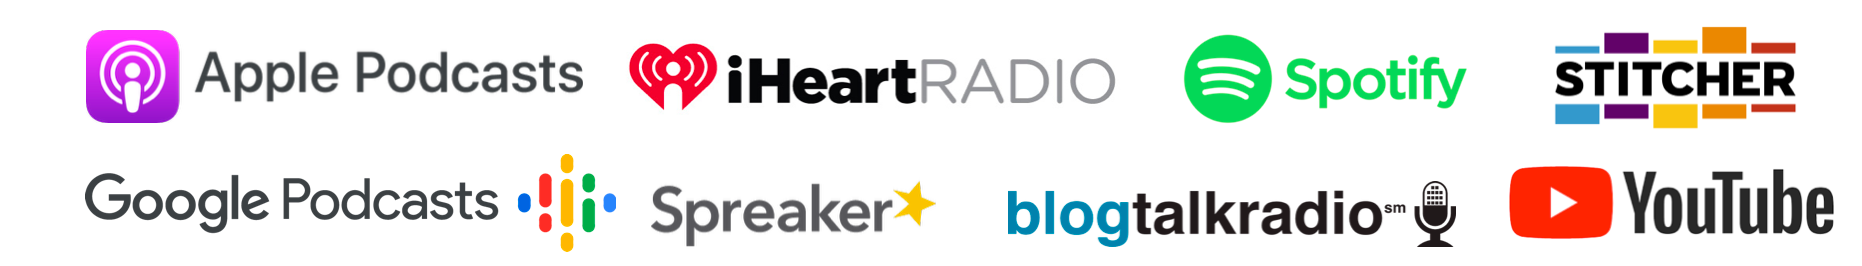 Apple Podcasts iHeartRADIO Spotify STITCHER
Google Podcasts Spreaker blogtalkradio sm YouTube